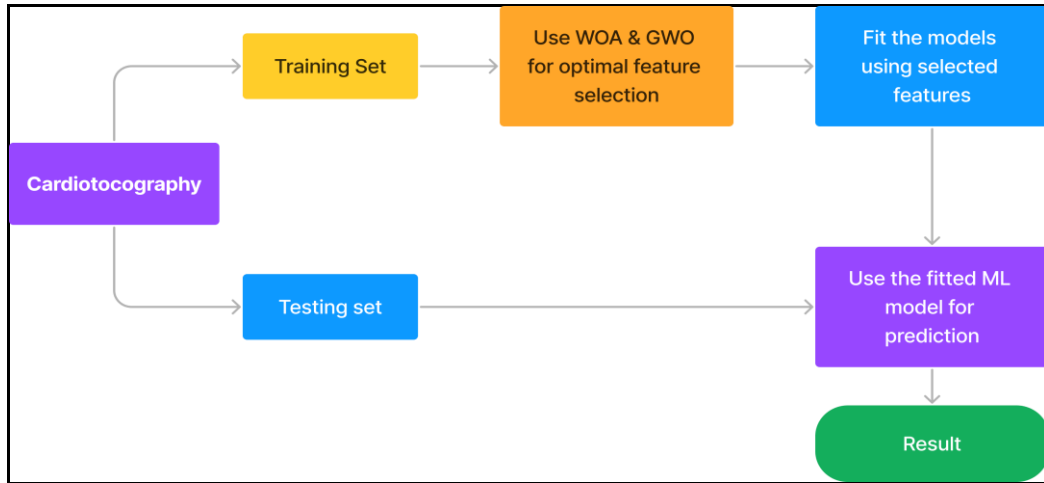 Training Set
Use WOA & GWO
for optimal feature
selection
Fit the models
using selected
features
Cardiotocography
Testing set
Use the fitted ML
model for
prediction
Result